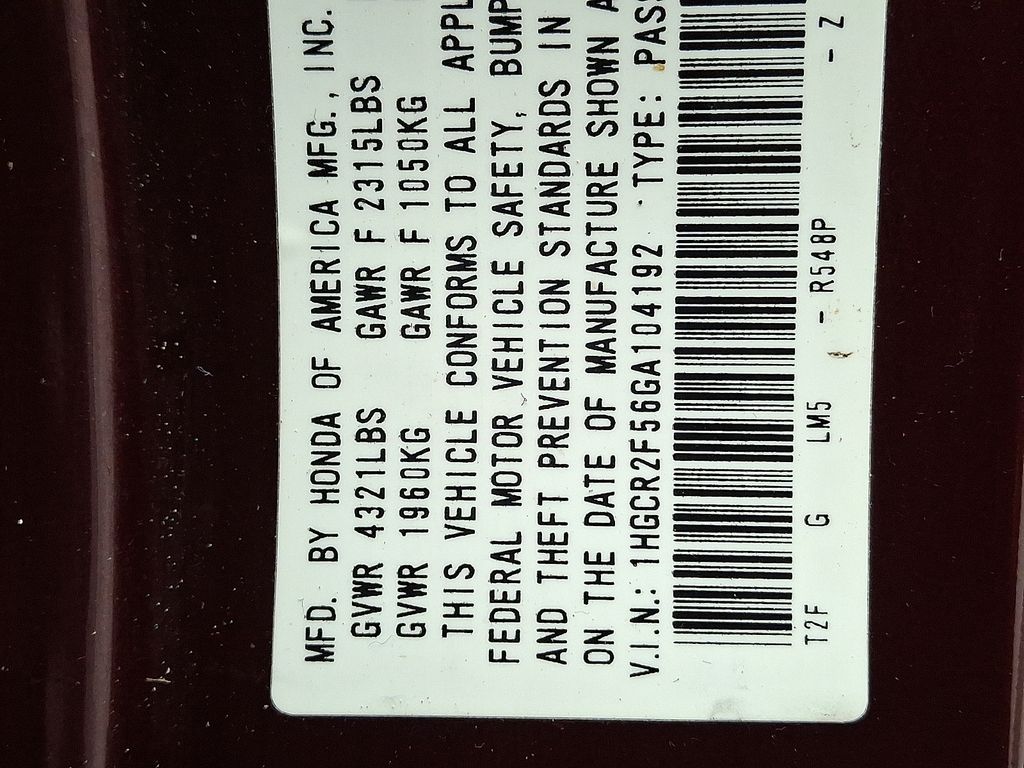 MFD. BY HONDA OF AMERICA MFG., INC.
GVWR 4321LBS GAWR F 2315LBS
GVWR 1960KG GAWR F 1050KG
THIS VEHICLE CONFORMS TO ALL APPL
FEDERAL MOTOR VEHICLE SAFETY, BUMP
AND THEFT PREVENTION STANDARDS IN
ON THE DATE OF MANUFACTURE SHOWN A
V.I.N.: 1HGCR2F56GA104192 TYPE: PASS
T2F G LM5 - R548P - Z